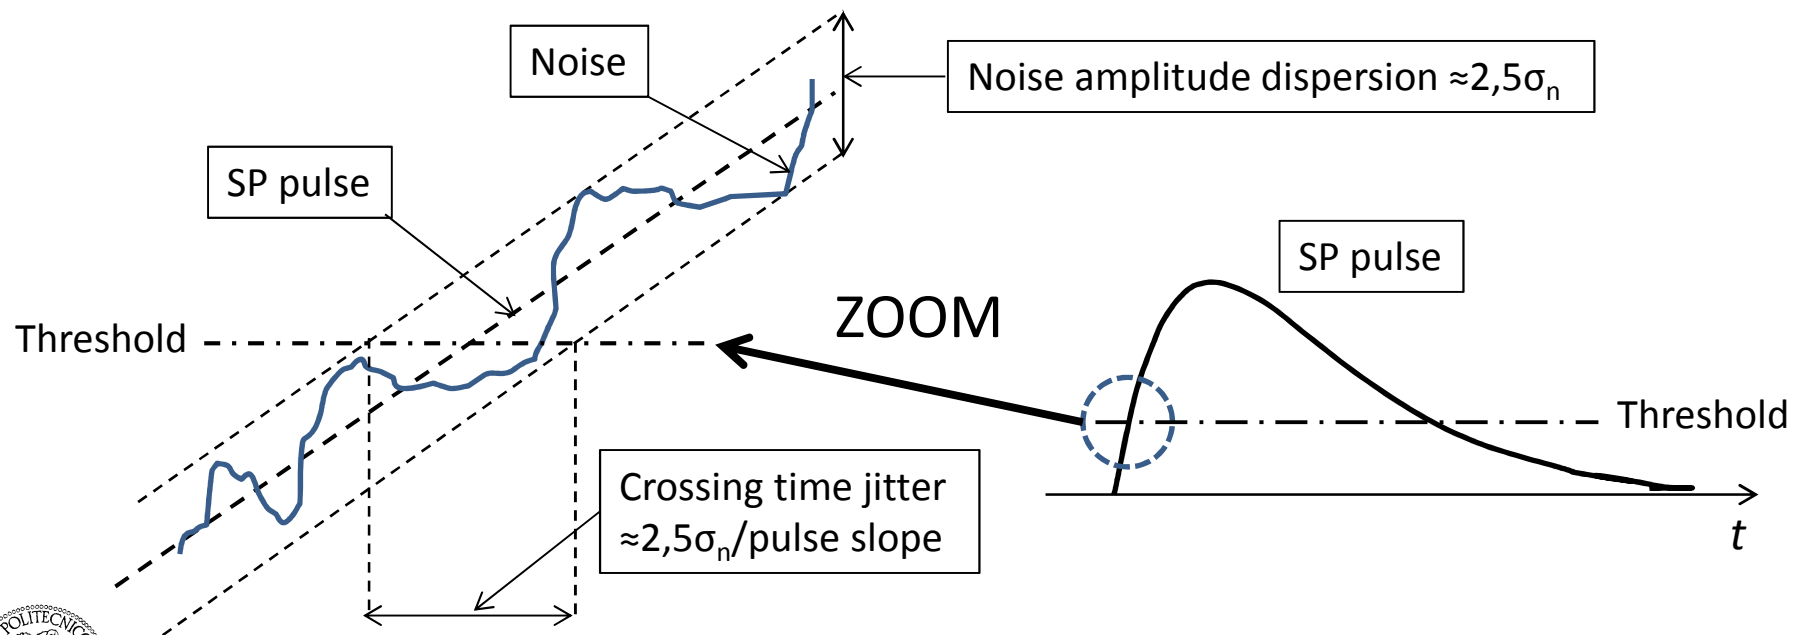 Noise
Noise amplitude dispersion ≈2,5σn
SP pulse
SP pulse
ZOOM
Threshold
Threshold
Crossing time jitter
≈2,5σn/pulse slope
t
POLITECNICO